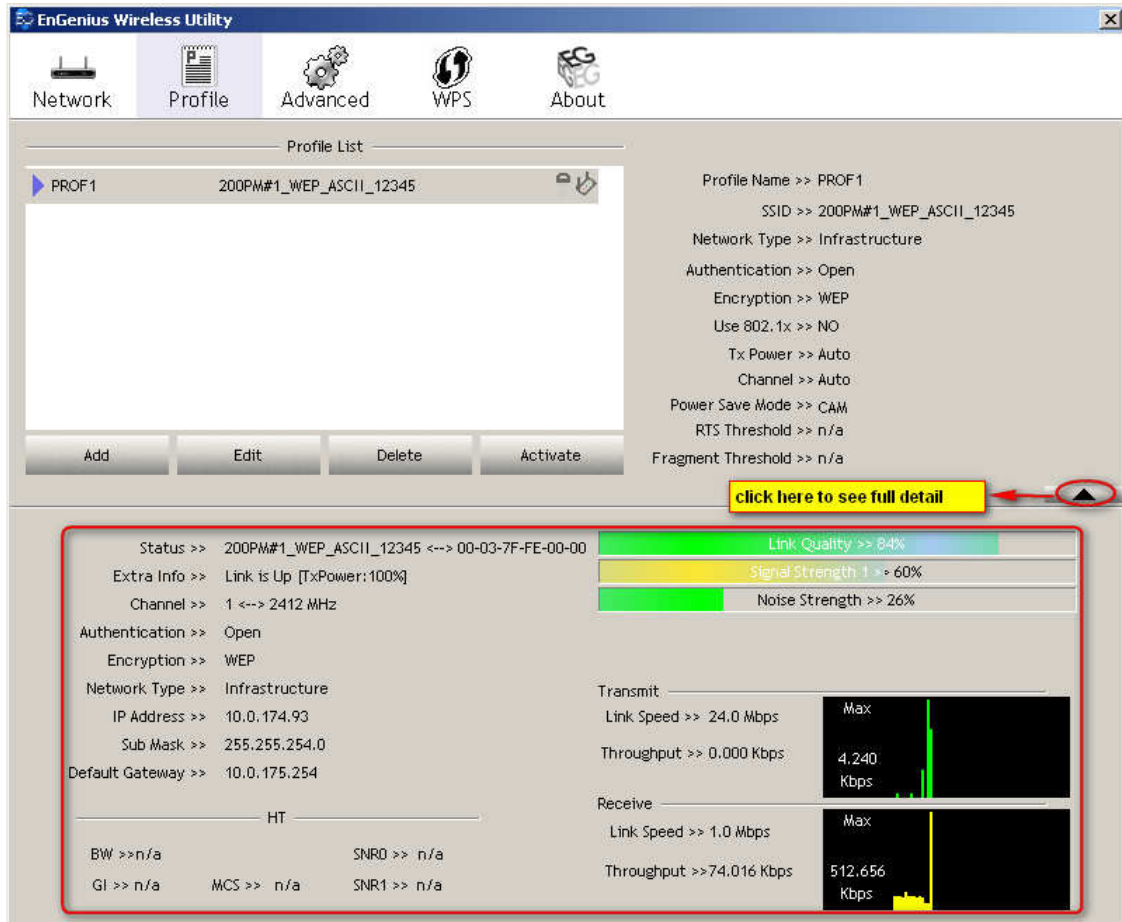 EnGenius Wireless Utility
Network
Profile
Advanced
WPS
About
Profile List
PROF1 200PM#1_WEP_ASCII_12345
Add
Edit
Delete
Activate
Profile Name >> PROF1
SSID >> 200PM#1_WEP_ASCII_12345
Network Type >> Infrastructure
Authentication >> Open
Encryption >> WEP
Use 802.1x >> NO
Tx Power >> Auto
Channel >> Auto
Power Save Mode >> CAM
RTS Threshold >> n/a
Fragment Threshold >> n/a
click here to see full detail
Status >> 200PM#1_WEP_ASCII_12345 <--> 00-03-7F-FE-00-00
Extra Info >> Link is Up [TxPower:100%]
Channel >> 1 <--> 2412 MHz
Authentication >> Open
Encryption >> WEP
Network Type >> Infrastructure
IP Address >> 10.0.174.93
Sub Mask >> 255.255.254.0
Default Gateway >> 10.0.175.254
HT
BW >>n/a SNR0 >> n/a
GI >> n/a MCS >> n/a SNR1 >> n/a
Link Quality >> 84%
Signal Strength 1 >> 60%
Noise Strength >> 26%
Transmit
Link Speed >> 24.0 Mbps
Throughput >> 0.000 Kbps
Max
4.240
Kbps
Receive
Link Speed >> 1.0 Mbps
Throughput >>74.016 Kbps
Max
512.656
Kbps